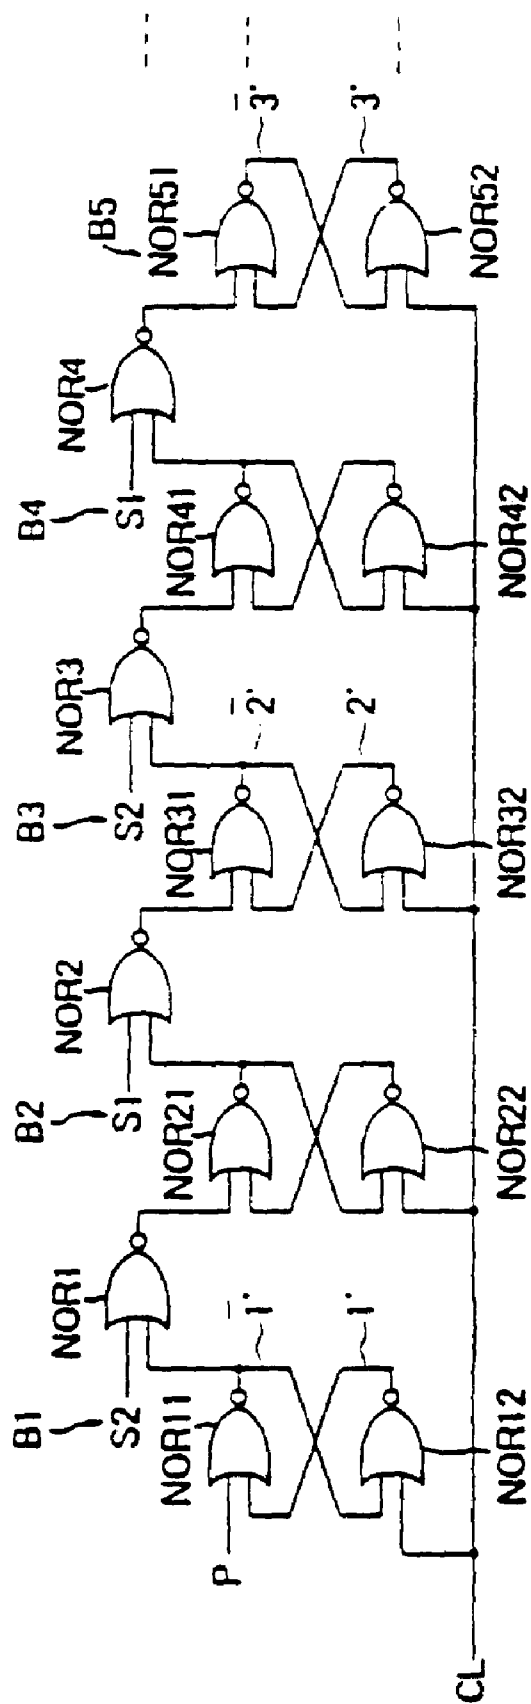 B1
B2
B3
B4
B5
NOR1
NOR2
NOR3
NOR4
S2
S1
S2
S1
P
NOR11
NOR21
NOR31
NOR41
NOR51
1̅'
2̅'
3̅'
1'
2'
3'
NOR12
NOR22
NOR32
NOR42
NOR52
CL